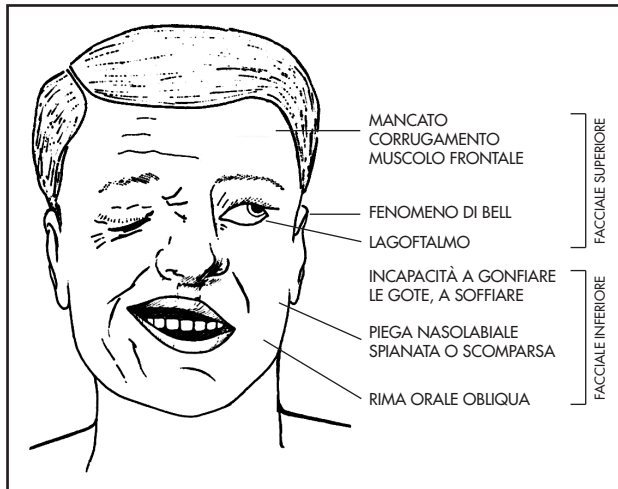 MANCATO
CORRUGAMENTO
MUSCOLO FRONTALE
FENOMENO DI BELL
LAGOFTALMO
FACCIALE SUPERIORE
INCAPACITÀ A GONFIARE
LE GOTE, A SOFFIARE
PIEGA NASOLABIALE
SPIANATA O SCOMPARSA
RIMA ORALE OBLIQUA
FACCIALE INFERIORE